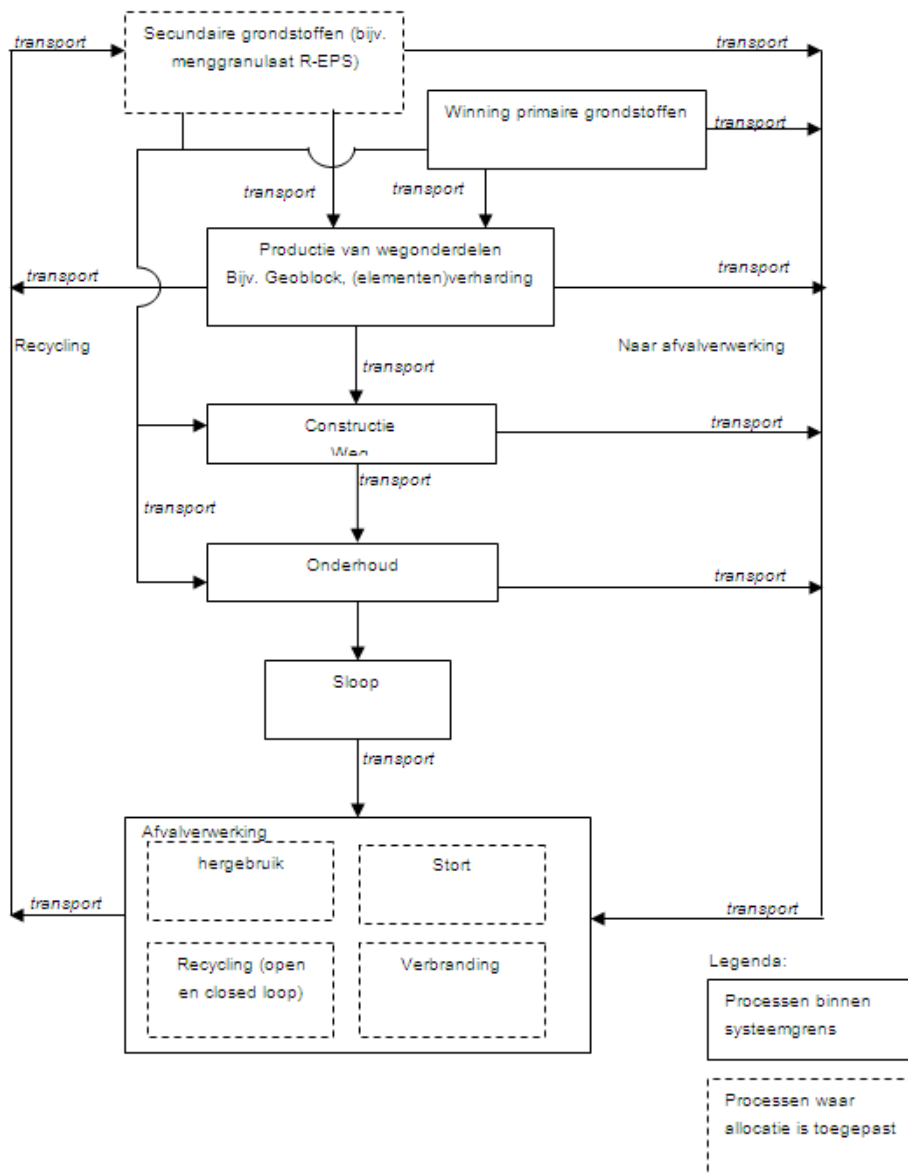 Secundaire grondstoffen (bijv.
menggranulaat R-EPS)
transport
transport
Winning primaire grondstoffen
transport
transport
transport
Productie van wegonderdelen
Bijv. Geoblock, (elementen)verharding
transport
transport
Recycling
Naar afvalverwerking
transport
Constructie
Weg
transport
transport
transport
Onderhoud
transport
Sloop
transport
Afvalverwerking
hergebruik
Stort
transport
transport
Recycling (open
en closed loop)
Verbranding
Legenda:
Processen binnen
systeemgrens
Processen waar
allocatie is toegepast